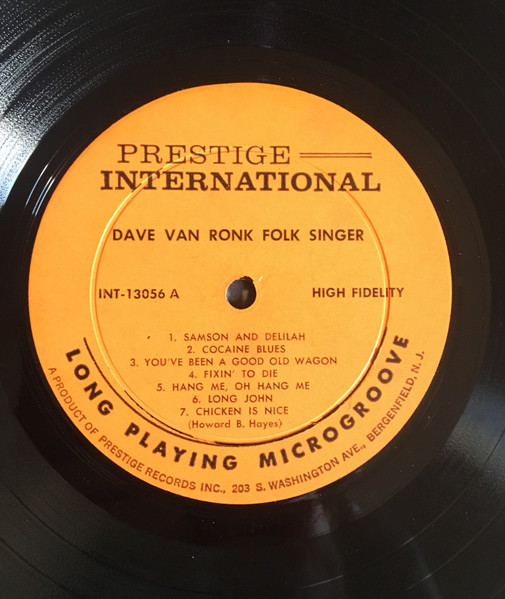 PRESTIGE
INTERNATIONAL
DAVE VAN RONK FOLK SINGER
INT-13056 A
HIGH FIDELITY
1. SAMSON AND DELILAH
2. COCAINE BLUES
3. YOU'VE BEEN A GOOD OLD WAGON
4. FIXIN' TO DIE
5. HANG ME, OH HANG ME
6. LONG JOHN
7. CHICKEN IS NICE
(Howard B. Hayes)
LONG PLAYING MICROGROOVE
A PRODUCT OF PRESTIGE RECORDS INC., 203 S. WASHINGTON AVE., BERGENFIELD, N. J.